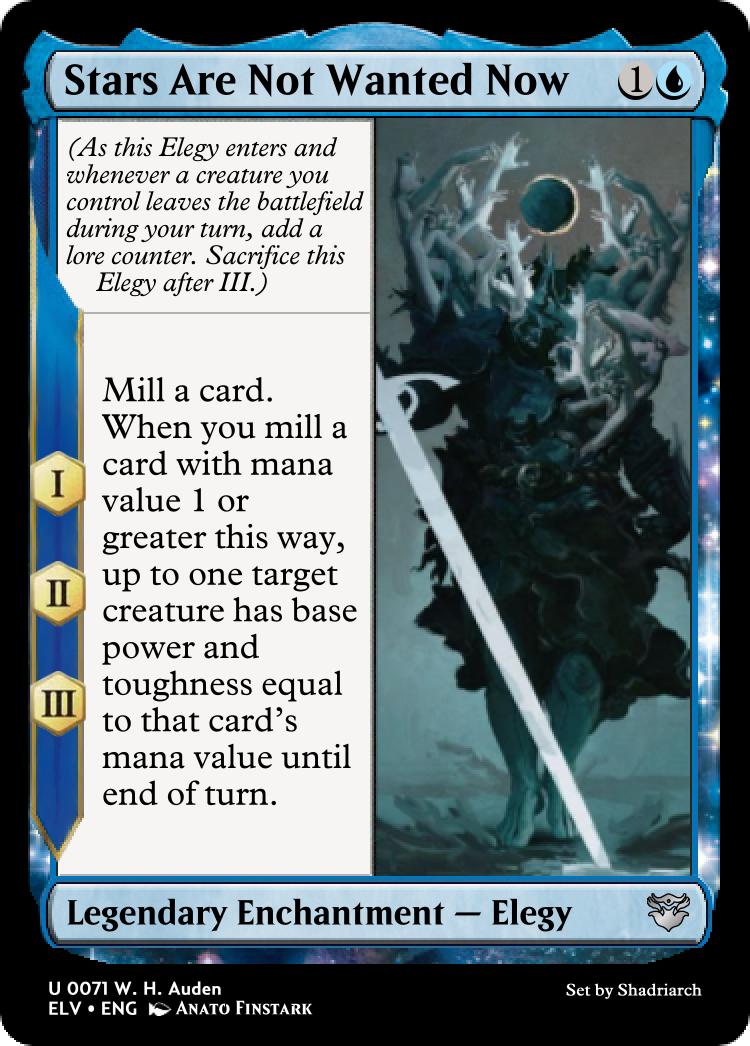 Stars Are Not Wanted Now 1
(As this Elegy enters and
whenever a creature you
control leaves the battlefield
during your turn, add a
lore counter. Sacrifice this
Elegy after III.)
Mill a card.
When you mill a
card with mana
value 1 or
greater this way,
up to one target
creature has base
power and
toughness equal
to that card's
mana value until
end of turn.
I
II
III
Legendary Enchantment — Elegy
U 0071 W. H. Auden
ELV • ENG ANATO FINSTARK
Set by Shadriarch